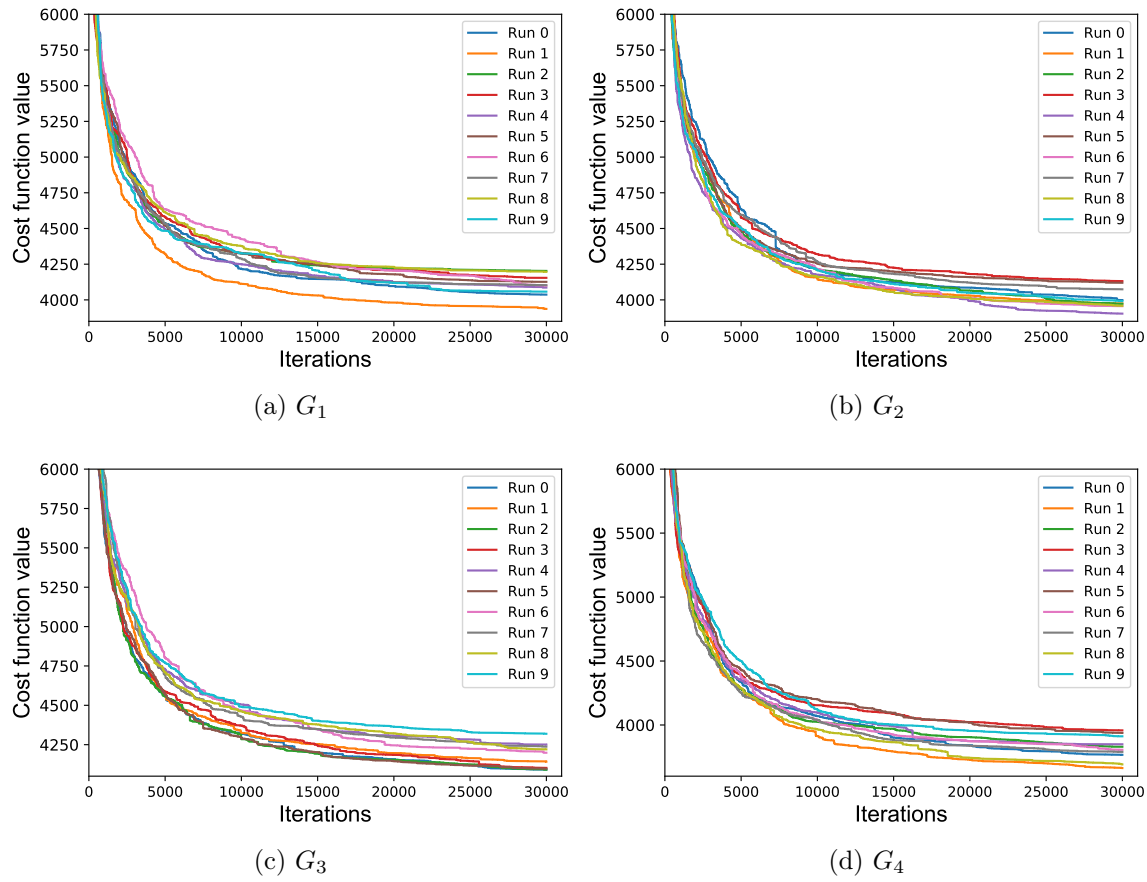 6000
5750
5500
5250
5000
4750
4500
4250
4000
Cost function value
0 5000 10000 15000 20000 25000 30000
Iterations
Run 0
Run 1
Run 2
Run 3
Run 4
Run 5
Run 6
Run 7
Run 8
Run 9
(a) G₁
6000
5750
5500
5250
5000
4750
4500
4250
4000
Cost function value
0 5000 10000 15000 20000 25000 30000
Iterations
Run 0
Run 1
Run 2
Run 3
Run 4
Run 5
Run 6
Run 7
Run 8
Run 9
(b) G₂
6000
5750
5500
5250
5000
4750
4500
4250
Cost function value
0 5000 10000 15000 20000 25000 30000
Iterations
Run 0
Run 1
Run 2
Run 3
Run 4
Run 5
Run 6
Run 7
Run 8
Run 9
(c) G₃
6000
5500
5000
4500
4000
Cost function value
0 5000 10000 15000 20000 25000 30000
Iterations
Run 0
Run 1
Run 2
Run 3
Run 4
Run 5
Run 6
Run 7
Run 8
Run 9
(d) G₄